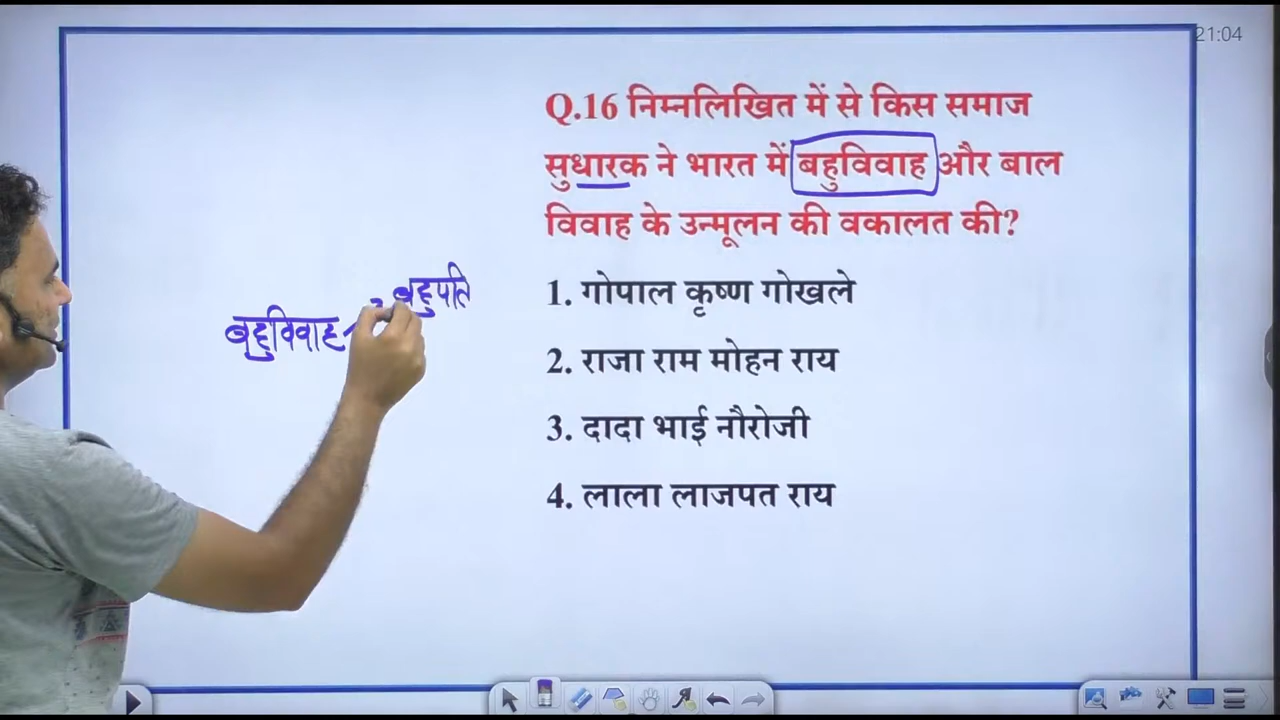 21:04
Q.16 निम्नलिखित में से किस समाज
सुधारक ने भारत में बहुविवाह और बाल
विवाह के उन्मूलन की वकालत की?
1. गोपाल कृष्ण गोखले
2. राजा राम मोहन राय
3. दादा भाई नौरोजी
4. लाला लाजपत राय
बहुपति
बहुविवाह